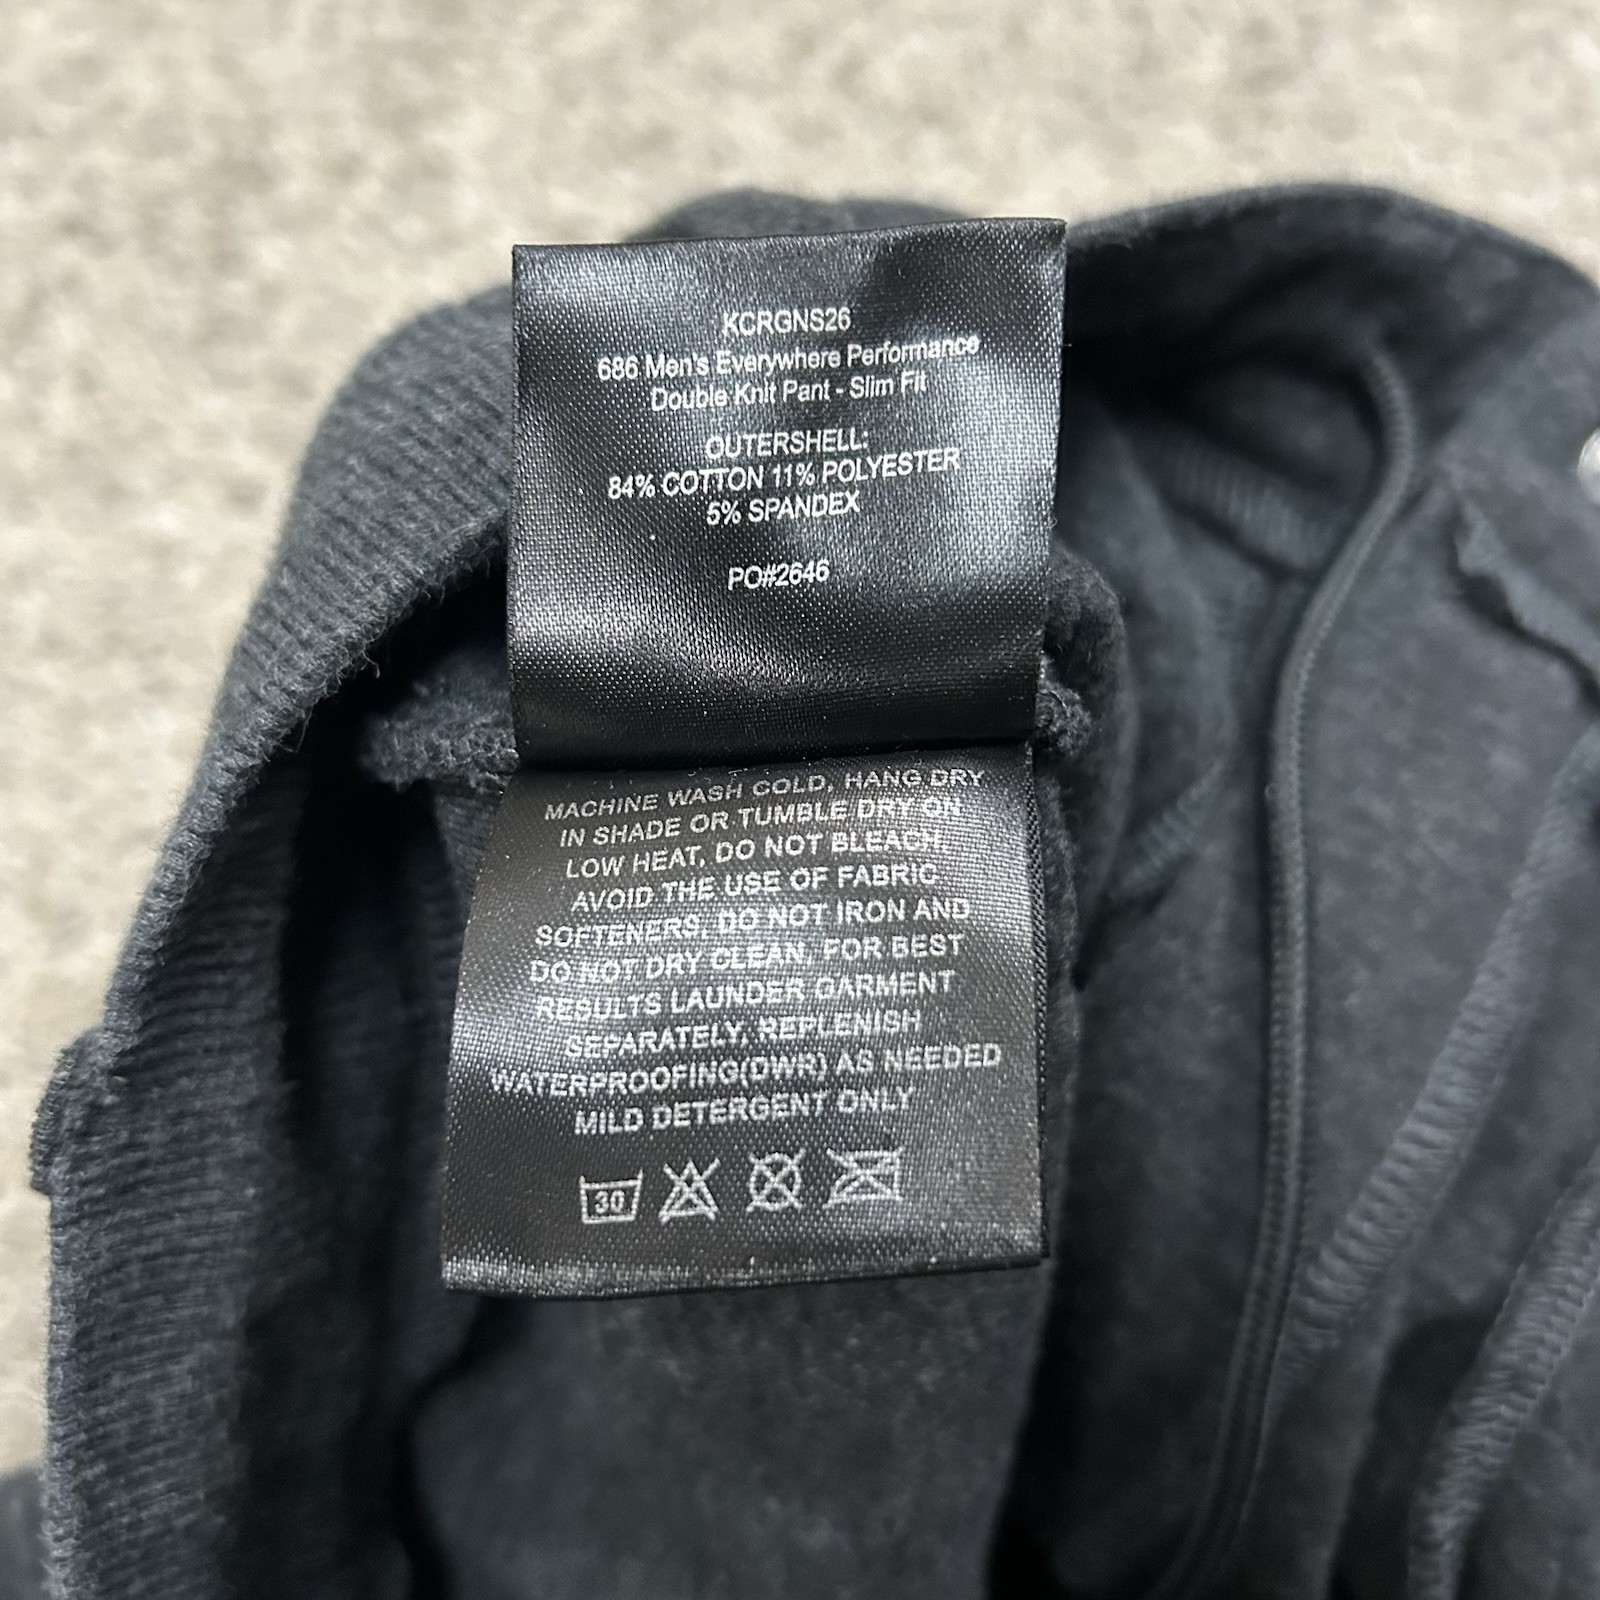 KCRGNS26
686 Men's Everywhere Performance
Double Knit Pant - Slim Fit
OUTERSHELL:
84% COTTON 11% POLYESTER
5% SPANDEX
PO#2646
MACHINE WASH COLD, HANG DRY
IN SHADE OR TUMBLE DRY ON
LOW HEAT, DO NOT BLEACH,
AVOID THE USE OF FABRIC
SOFTENERS, DO NOT IRON AND
DO NOT DRY CLEAN, FOR BEST
RESULTS LAUNDER GARMENT
SEPARATELY, REPLENISH
WATERPROOFING(DWR) AS NEEDED
MILD DETERGENT ONLY
30